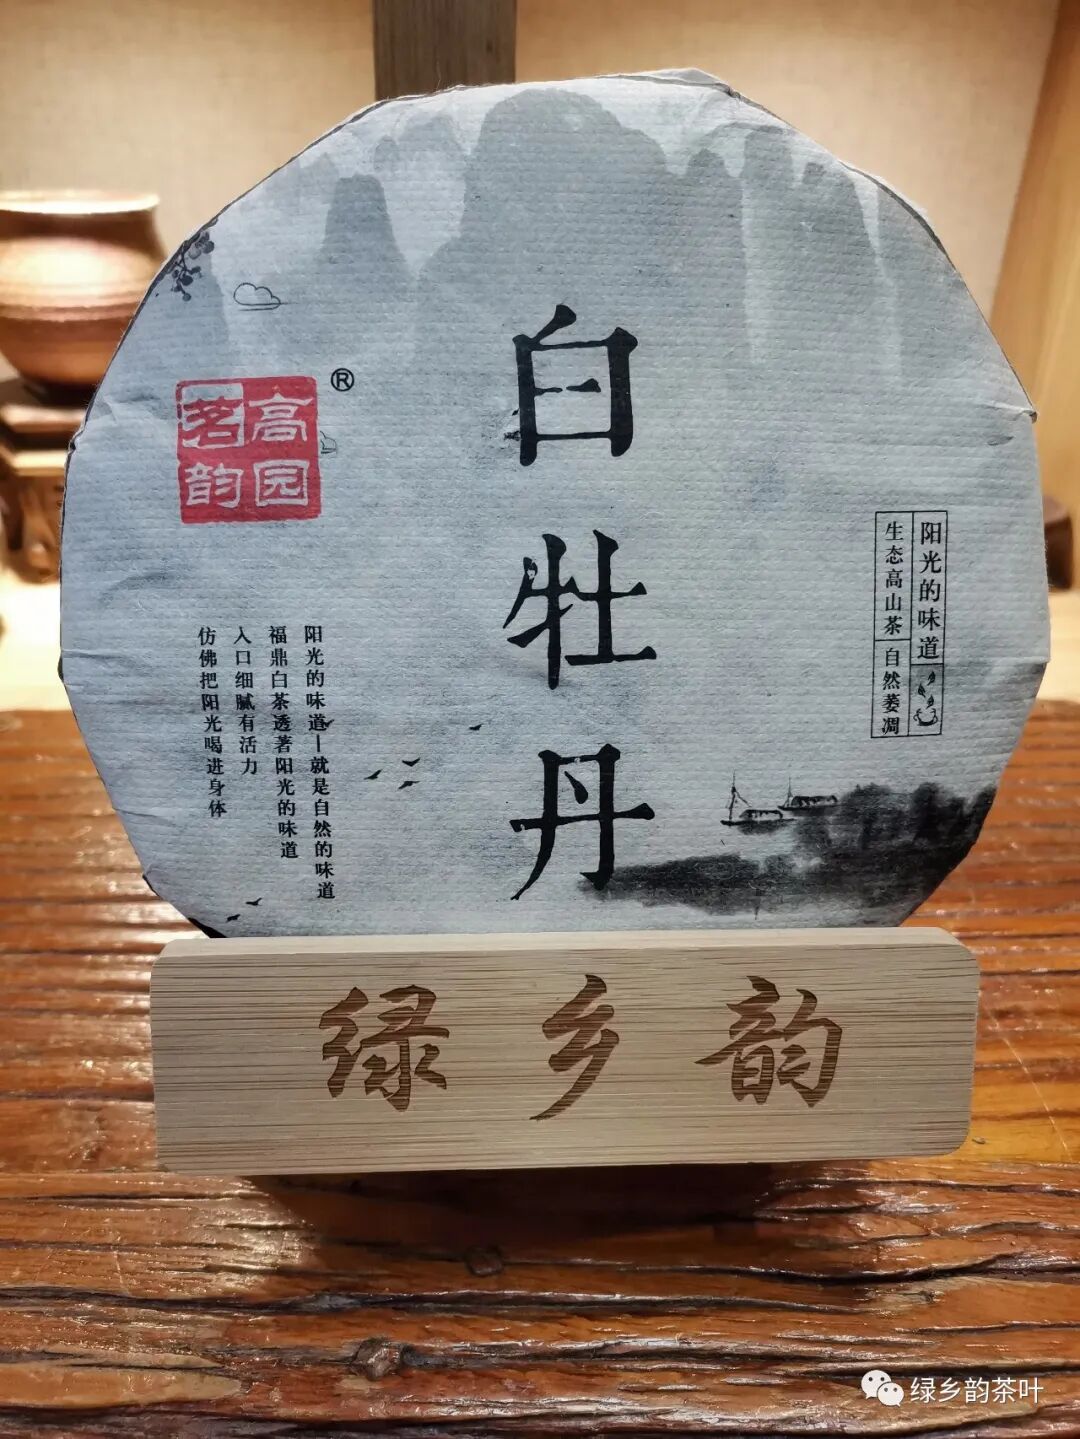 白牡丹
高园
茗韵
®
阳光的味道
生态高山茶 自然萎凋
阳光的味道—就是自然的味道
福鼎白茶透著阳光的味道
入口细腻有活力
仿佛把阳光喝进身体
绿乡韵
绿乡韵茶叶